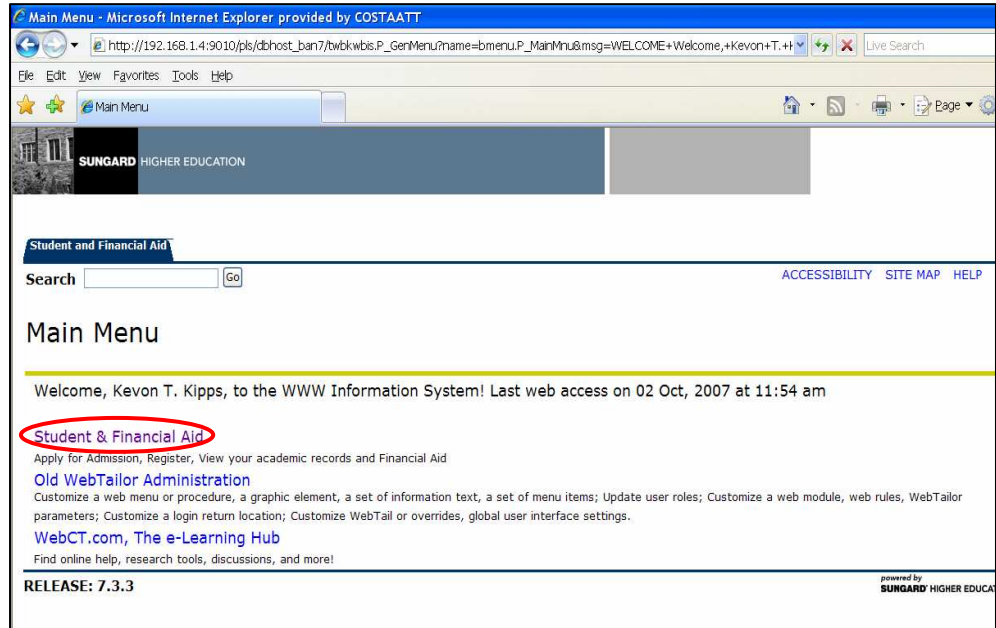 Main Menu - Microsoft Internet Explorer provided by COSTAATT
http://192.168.1.4:9010/pls/dbhost_ban7/twbkwbis.P_GenMenu?name=bmenu.P_MainMnu&msg=WELCOME+Welcome,+Kevon+T.+
Live Search
File Edit View Favorites Tools Help
Main Menu
Page
SUNGARD HIGHER EDUCATION
Student and Financial Aid
Search Go
ACCESSIBILITY SITE MAP HELP
Main Menu
Welcome, Kevon T. Kipps, to the WWW Information System! Last web access on 02 Oct, 2007 at 11:54 am
Student & Financial Aid
Apply for Admission, Register, View your academic records and Financial Aid
Old WebTailor Administration
Customize a web menu or procedure, a graphic element, a set of information text, a set of menu items; Update user roles; Customize a web module, web rules, WebTailor
parameters; Customize a login return location; Customize WebTail or overrides, global user interface settings.
WebCT.com, The e-Learning Hub
Find online help, research tools, discussions, and more!
RELEASE: 7.3.3
powered by
SUNGARD' HIGHER EDUCA